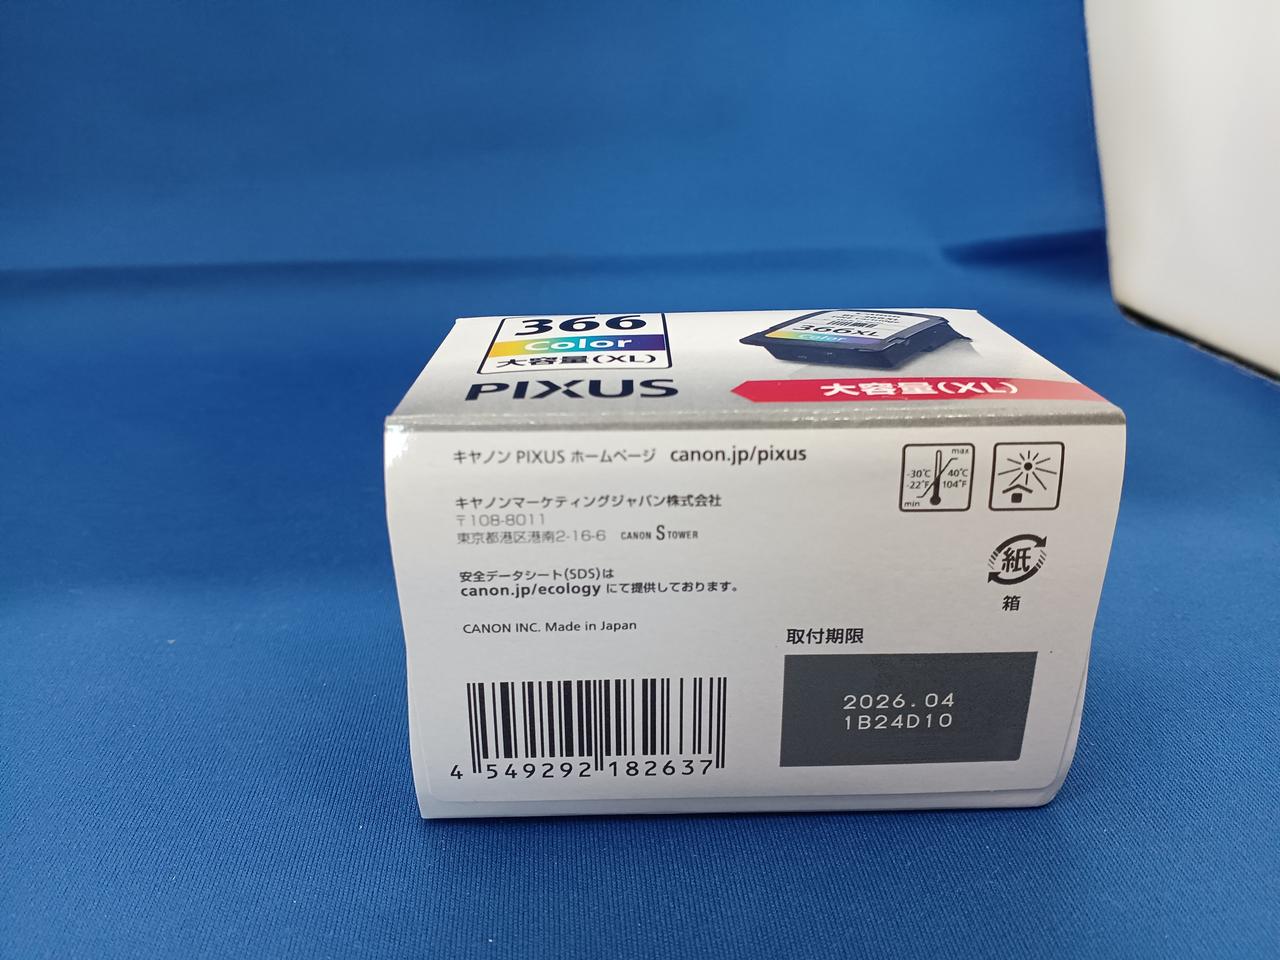 366
Color
大容量(XL)
PIXUS
366XL
Color
大容量(XL)
キヤノン PIXUS ホームページ canon.jp/pixus
キヤノンマーケティングジャパン株式会社
〒108-8011
東京都港区港南2-16-6 CANON S TOWER
安全データシート(SDS)は
canon.jp/ecology にて提供しております。
CANON INC. Made in Japan
max
-30℃ 40℃
-22°F 104°F
min
紙
箱
取付期限
2026.04
1B24D10
4 549292 182637